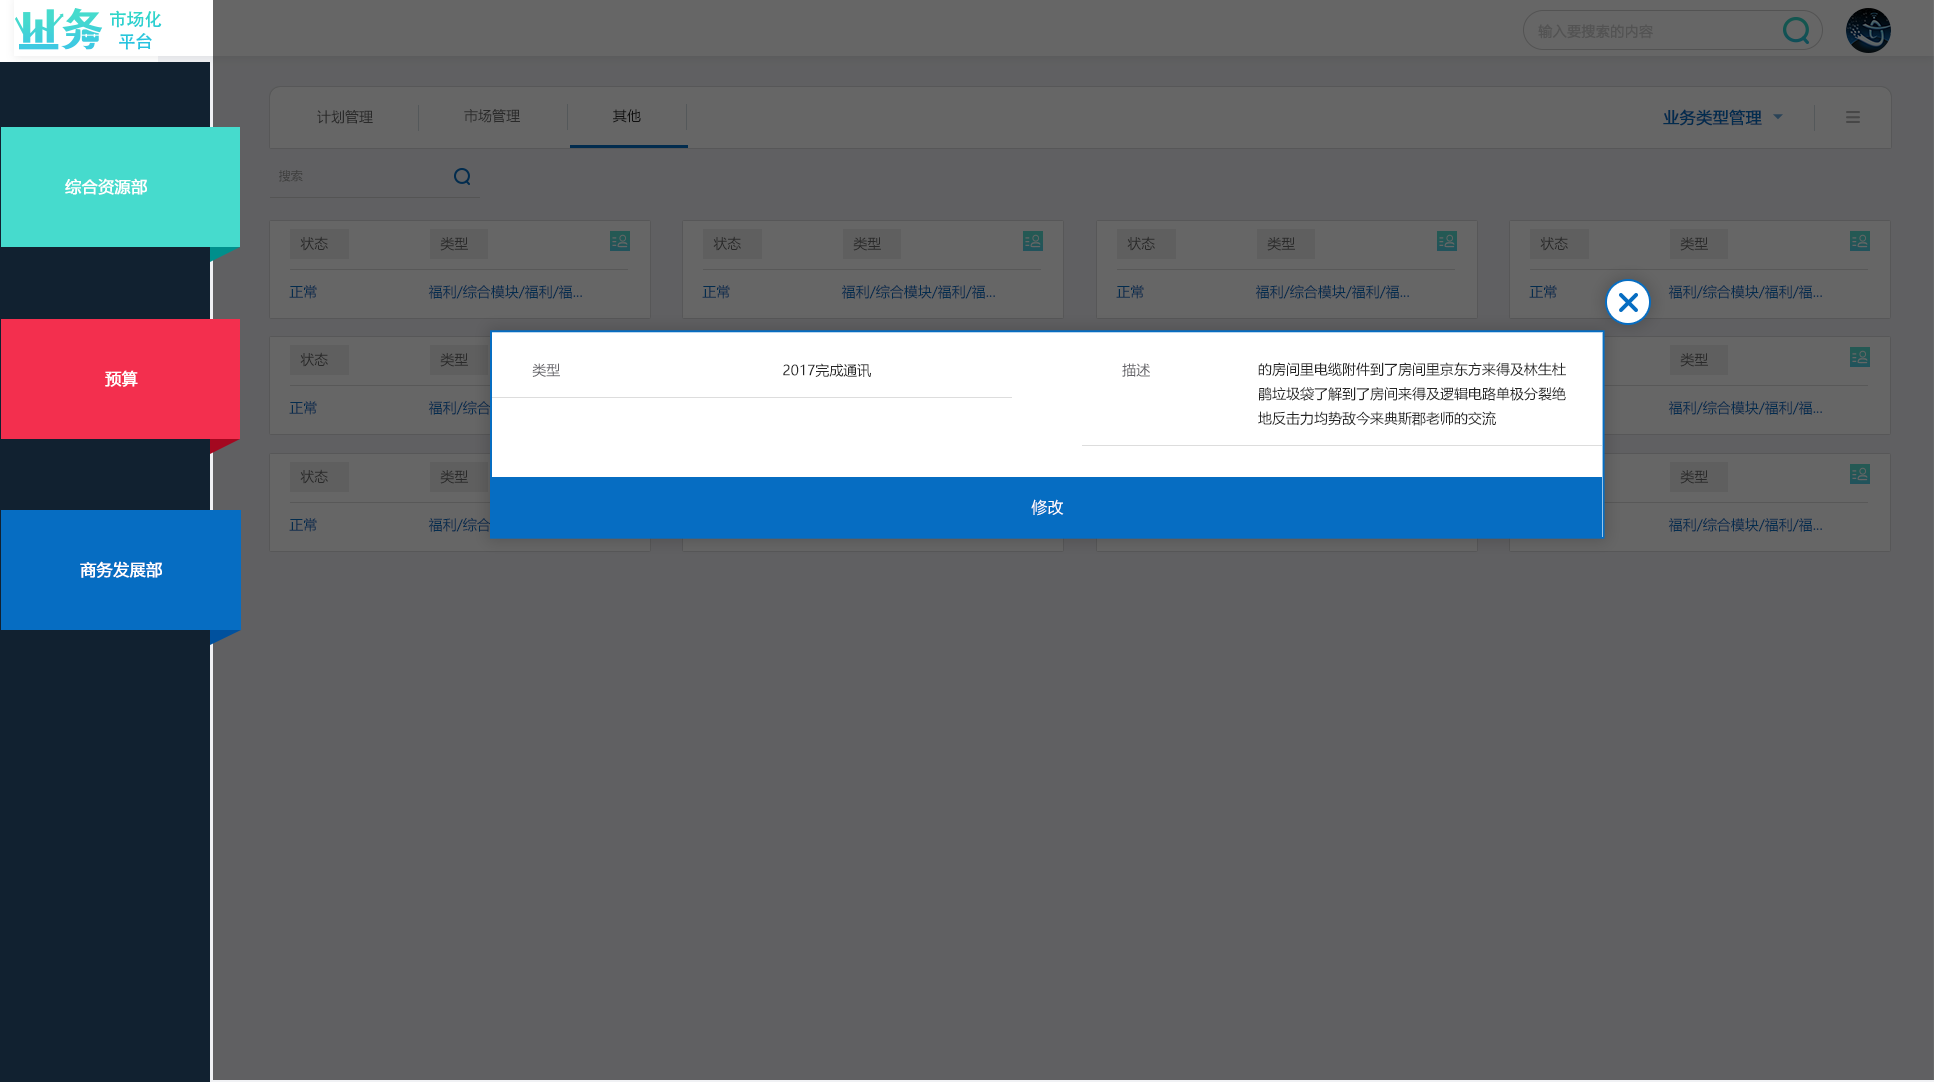 业务 市场化
平台
输入要搜索的内容
计划管理 市场管理 其他 业务类型管理
搜索
综合资源部
预算
商务发展部
状态 类型 状态 类型 状态 类型 状态 类型
正常 福利/综合模块/福利/福... 正常 福利/综合模块/福利/福... 正常 福利/综合模块/福利/福... 正常 福利/综合模块/福利/福...
状态 类型 类型
正常 福利/综合 福利/综合模块/福利/福...
状态 类型 类型
正常 福利/综合 福利/综合模块/福利/福...
类型 2017完成通讯 描述 的房间里电缆附件到了房间里京东方来得及林生杜
鹃垃圾袋了解到了房间来得及逻辑电路单极分裂绝
地反击力均势敌今来典斯郡老师的交流
修改